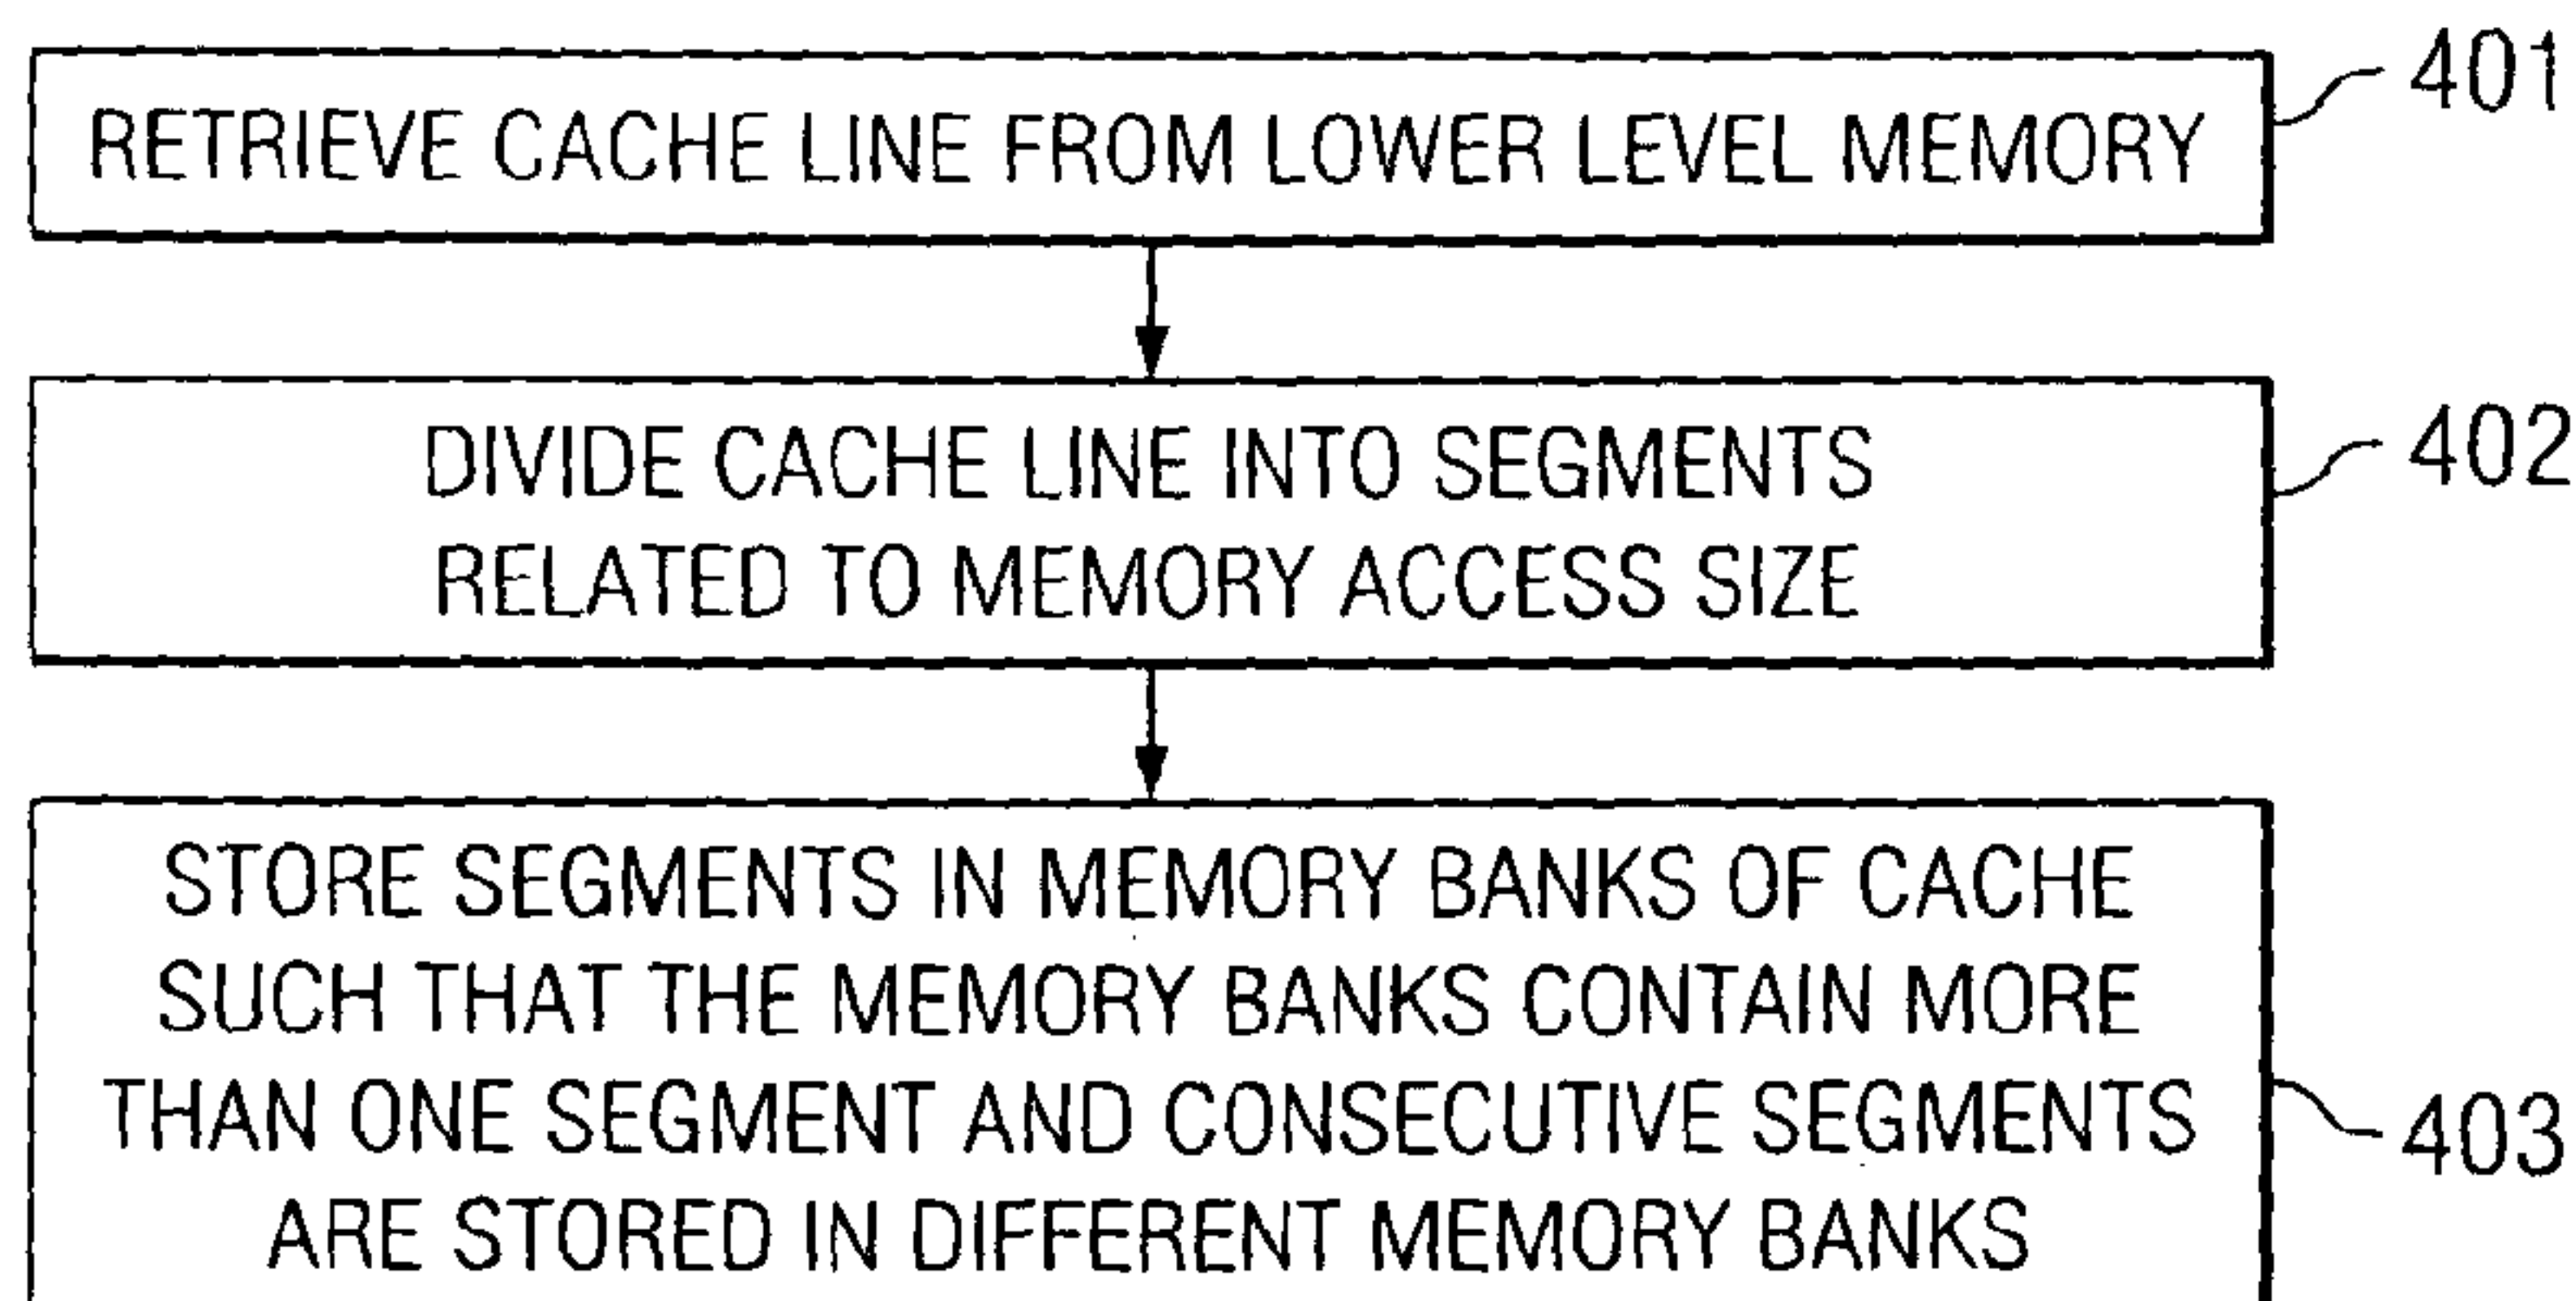 401
RETRIEVE CACHE LINE FROM LOWER LEVEL MEMORY
402
DIVIDE CACHE LINE INTO SEGMENTS
RELATED TO MEMORY ACCESS SIZE
STORE SEGMENTS IN MEMORY BANKS OF CACHE
SUCH THAT THE MEMORY BANKS CONTAIN MORE
THAN ONE SEGMENT AND CONSECUTIVE SEGMENTS
403
ARE STORED IN DIFFERENT MEMORY BANKS